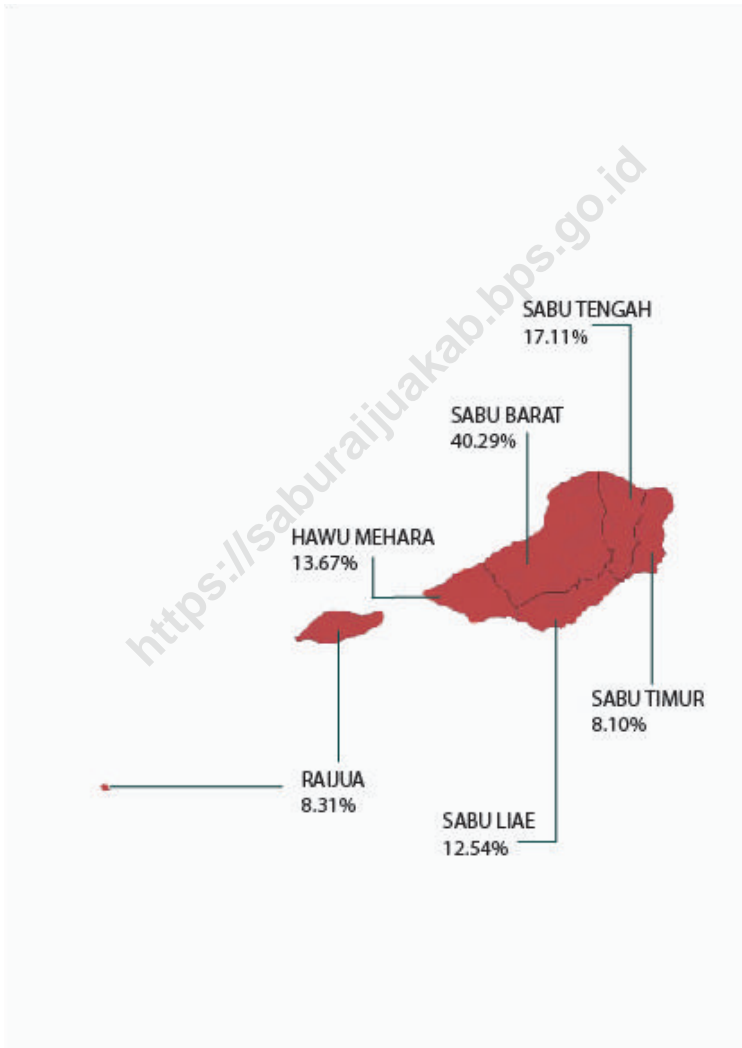 SABU TENGAH
17.11%
SABU BARAT
40.29%
HAWU MEHARA
13.67%
SABU TIMUR
8.10%
RAIJUA
8.31%
SABU LIAE
12.54%
https://saburaijuakab.bps.go.id